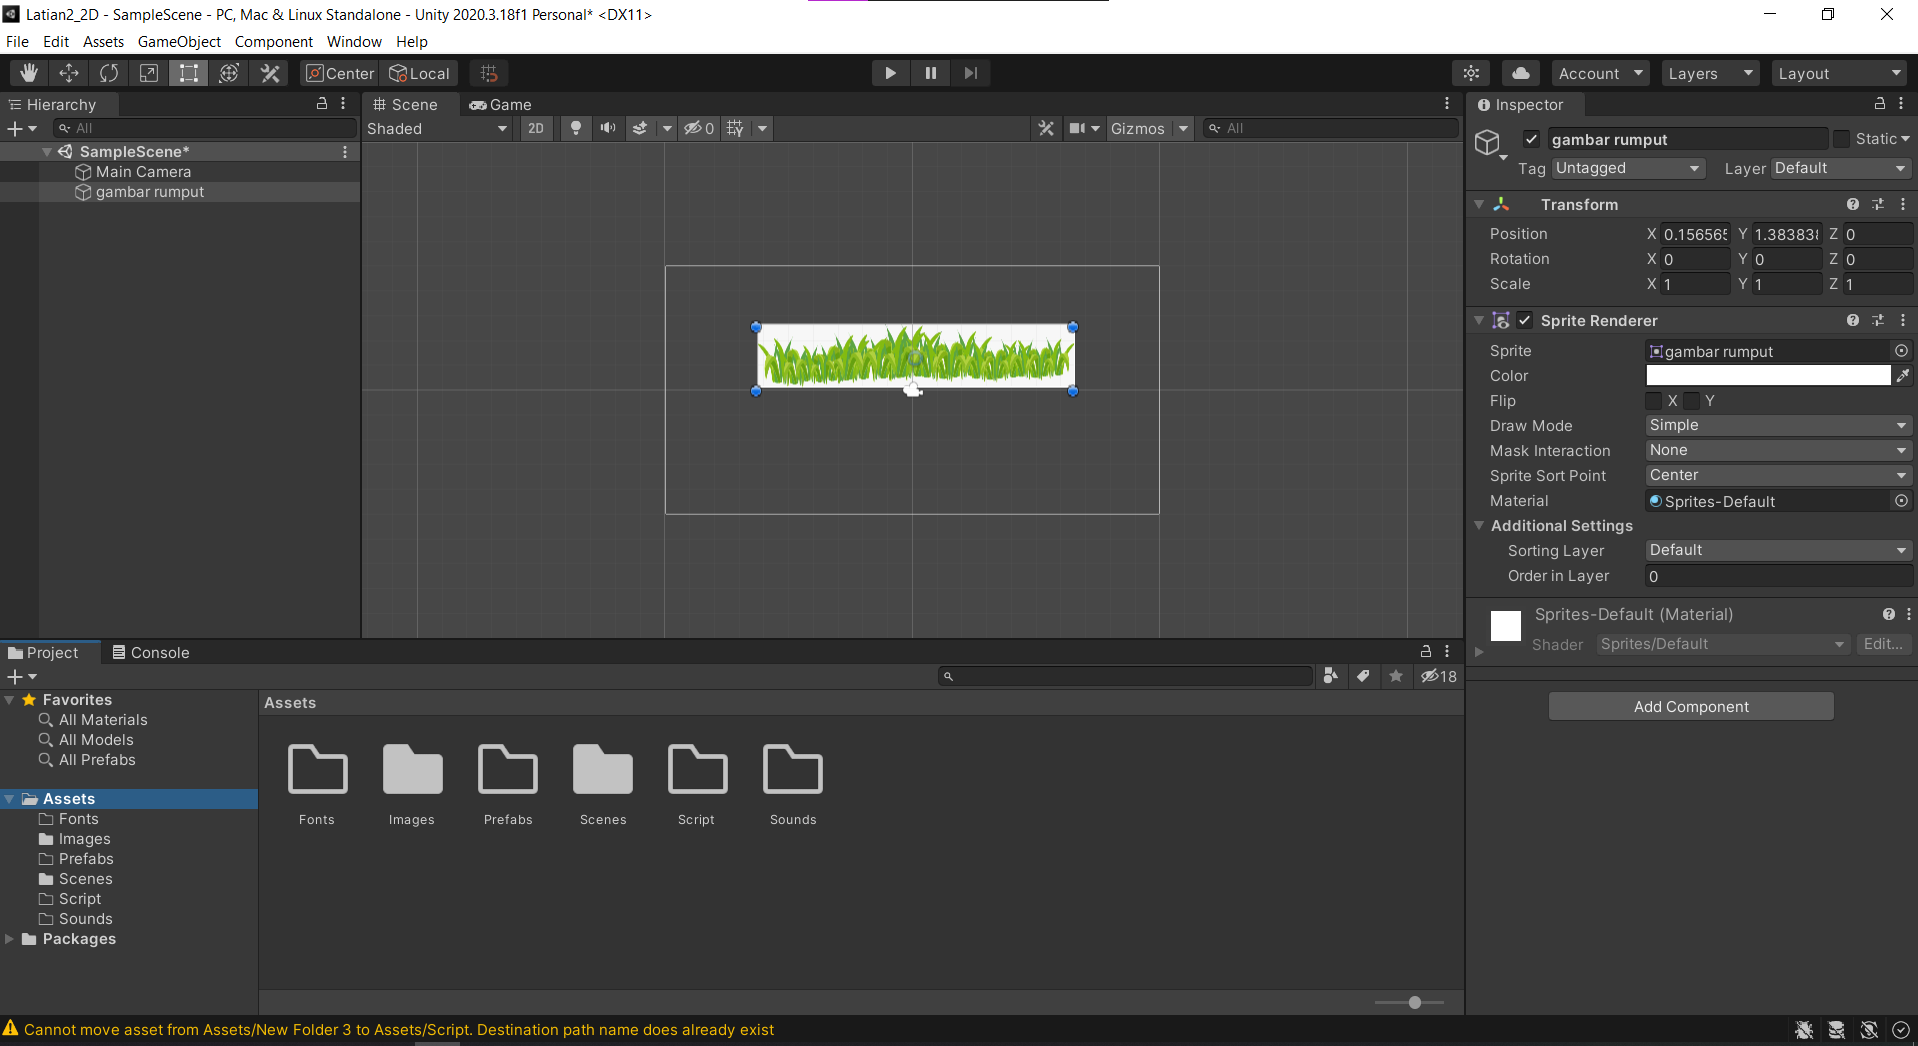 Latian2_2D - SampleScene - PC, Mac & Linux Standalone - Unity 2020.3.18f1 Personal* <DX11>
File Edit Assets GameObject Component Window Help
Center Local Account Layers Layout
Hierarchy
All
SampleScene*
Main Camera
gambar rumput
Scene Game
Shaded 2D 0 Gizmos All
Inspector
gambar rumput Static
Tag Untagged Layer Default
Transform
Position X 0.156565 Y 1.383838 Z 0
Rotation X 0 Y 0 Z 0
Scale X 1 Y 1 Z 1
Sprite Renderer
Sprite gambar rumput
Color
Flip X Y
Draw Mode Simple
Mask Interaction None
Sprite Sort Point Center
Material Sprites-Default
Additional Settings
Sorting Layer Default
Order in Layer 0
Sprites-Default (Material)
Shader Sprites/Default Edit...
Add Component
Project Console
18
Favorites
All Materials
All Models
All Prefabs
Assets
Fonts
Images
Prefabs
Scenes
Script
Sounds
Packages
Assets
Fonts Images Prefabs Scenes Script Sounds
Cannot move asset from Assets/New Folder 3 to Assets/Script. Destination path name does already exist